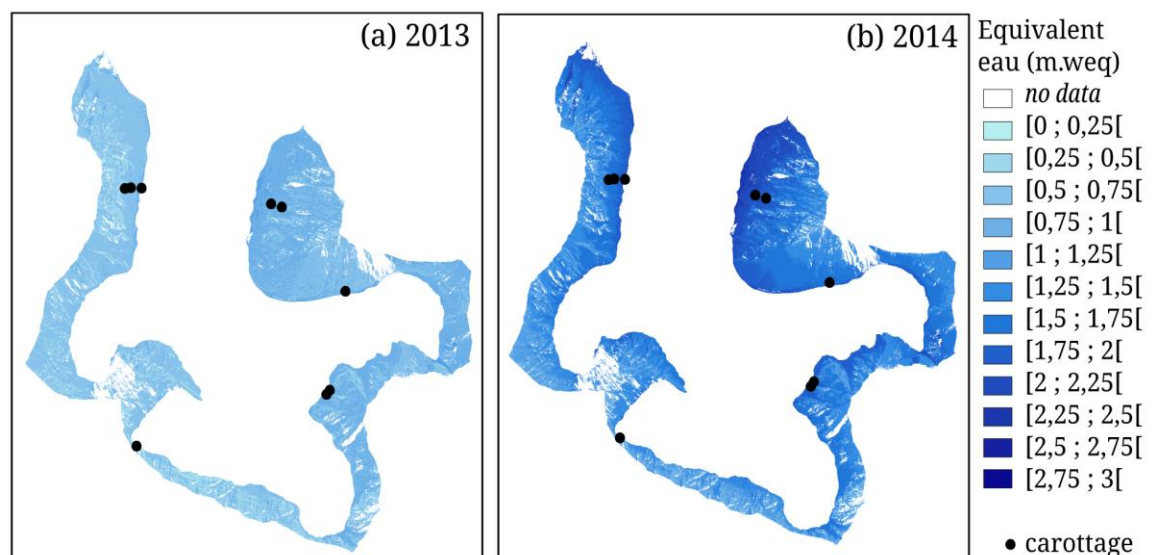 (a) 2013
(b) 2014
Equivalent
eau (m.weq)
no data
[0 ; 0,25[
[0,25 ; 0,5[
[0,5 ; 0,75[
[0,75 ; 1[
[1 ; 1,25[
[1,25 ; 1,5[
[1,5 ; 1,75[
[1,75 ; 2[
[2 ; 2,25[
[2,25 ; 2,5[
[2,5 ; 2,75[
[2,75 ; 3[
carottage